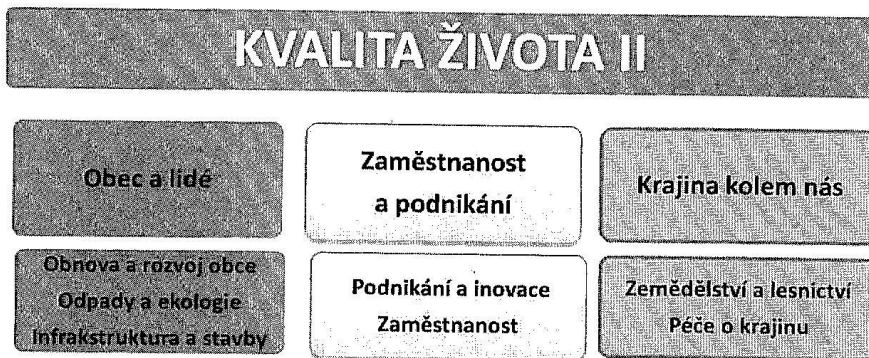 KVALITA ŽIVOTA II
Obec a lidé
Zaměstnanost
a podnikání
Krajina kolem nás
Obnova a rozvoj obce
Odpady a ekologie
Infrakstruktura a stavby
Podnikání a inovace
Zaměstnanost
Zemědělství a lesnictví
Péče o krajinu